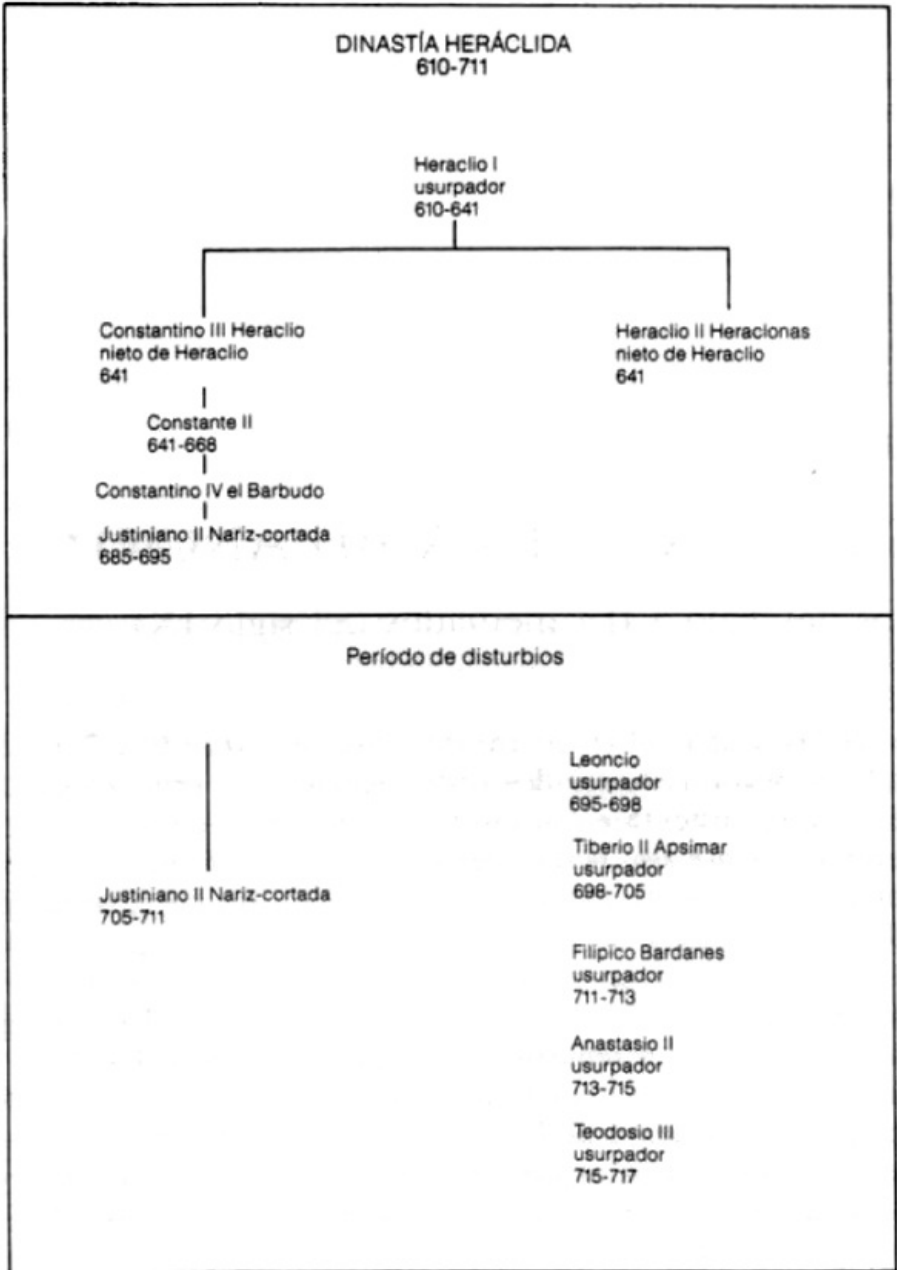 DINASTÍA HERÁCLIDA
610-711
Heraclio I
usurpador
610-641
Constantino III Heraclio
nieto de Heraclio
641
Heraclio II Heraclonas
nieto de Heraclio
641
Constante II
641-668
Constantino IV el Barbudo
Justiniano II Nariz-cortada
685-695
Período de disturbios
Leoncio
usurpador
695-698
Tiberio II Apsimar
usurpador
698-705
Justiniano II Nariz-cortada
705-711
Filipico Bardanes
usurpador
711-713
Anastasio II
usurpador
713-715
Teodosio III
usurpador
715-717